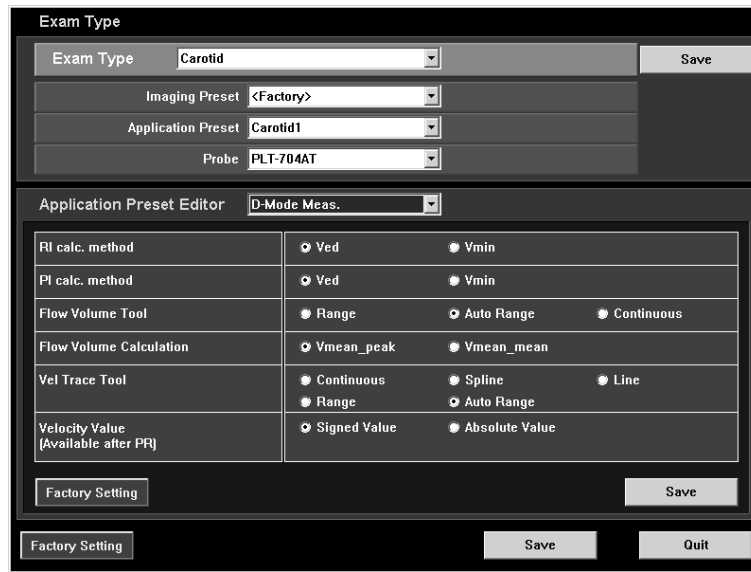 Exam Type
Exam Type Carotid Save
Imaging Preset <Factory>
Application Preset Carotid1
Probe PLT-704AT
Application Preset Editor D-Mode Meas.
RI calc. method Ved Vmin
PI calc. method Ved Vmin
Flow Volume Tool Range Auto Range Continuous
Flow Volume Calculation Vmean_peak Vmean_mean
Vel Trace Tool Continuous Spline Line
Range Auto Range
Velocity Value Signed Value Absolute Value
(Available after PR)
Factory Setting Save
Factory Setting Save Quit